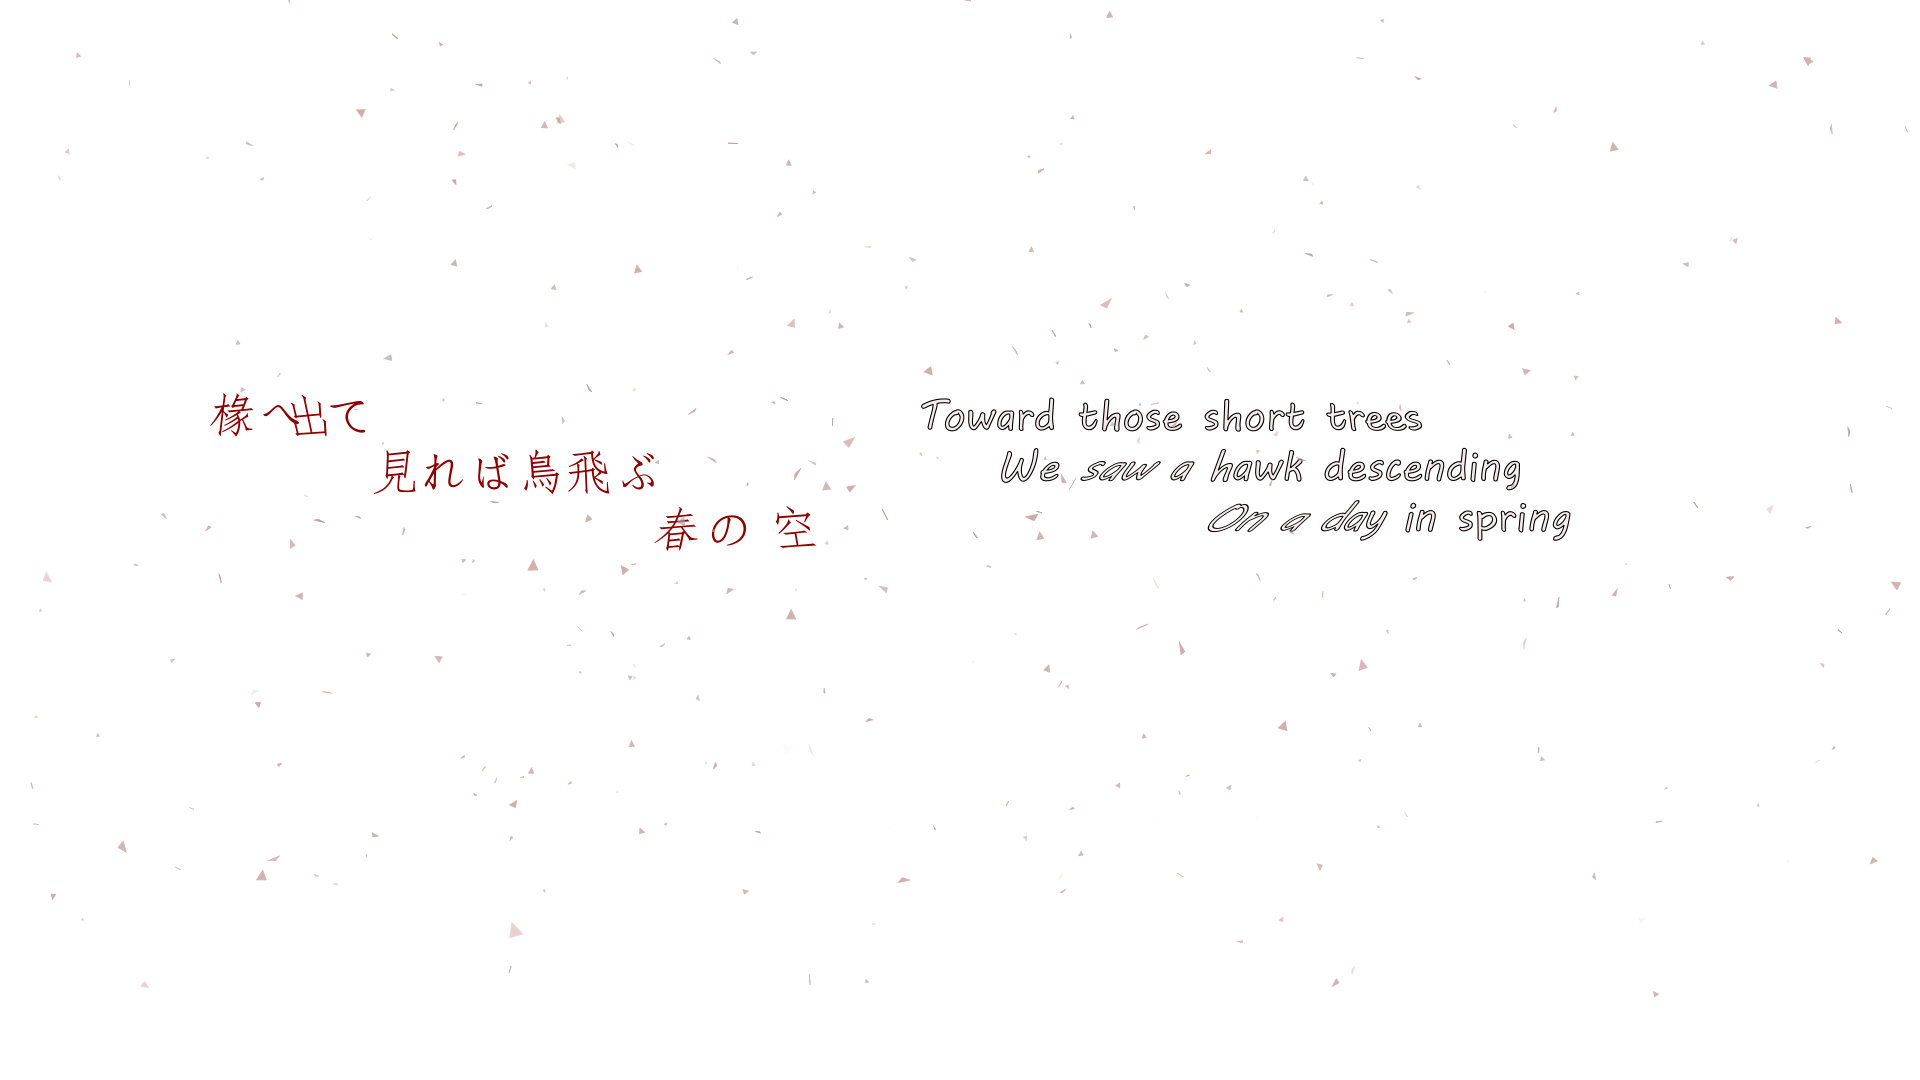 椽へ出て
見れば鳥飛ぶ
春の空
Toward those short trees
We saw a hawk descending
On a day in spring